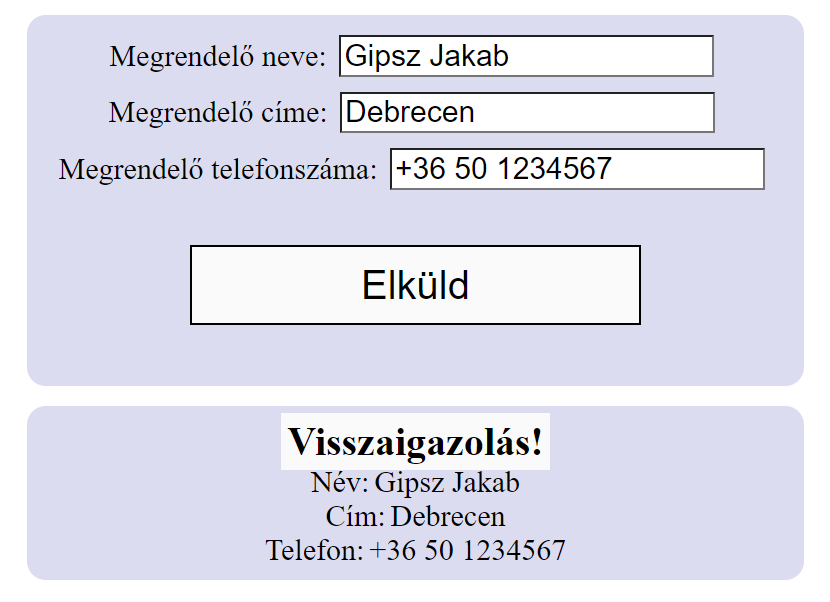 Megrendelő neve: Gipsz Jakab
Megrendelő címe: Debrecen
Megrendelő telefonszáma: +36 50 1234567
Elküld
Visszaigazolás!
Név: Gipsz Jakab
Cím: Debrecen
Telefon: +36 50 1234567